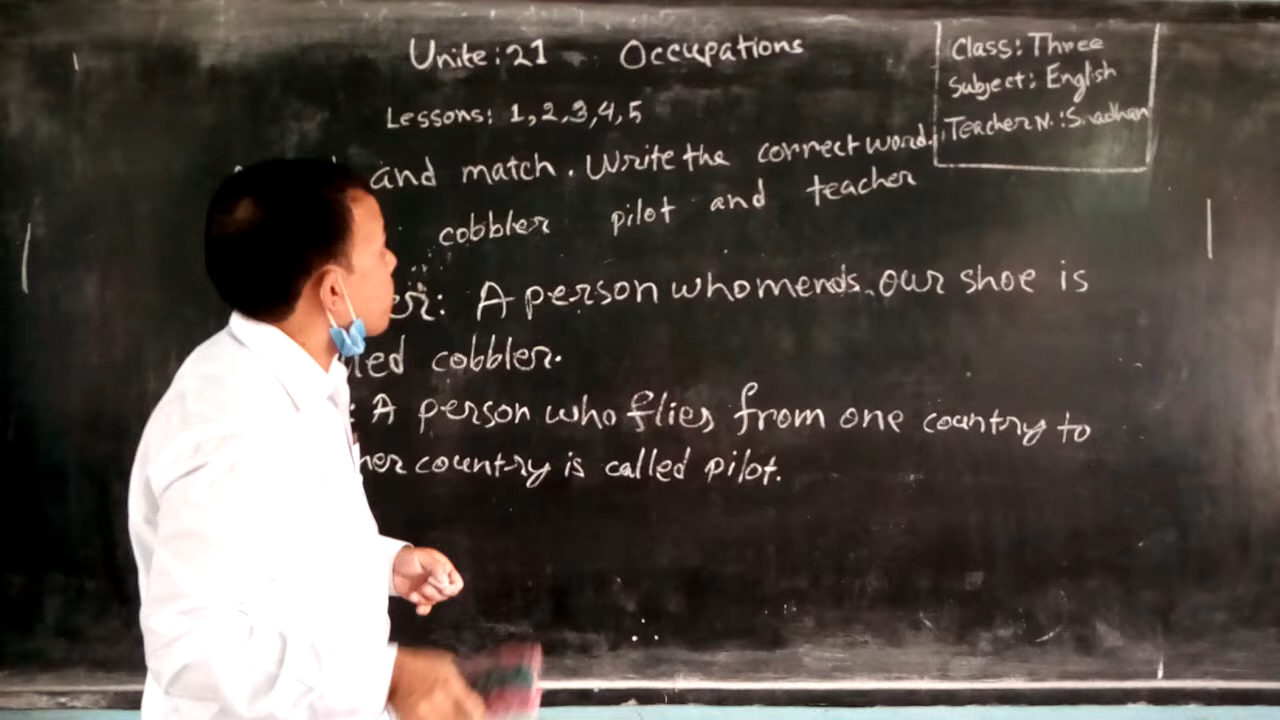 Unite: 21 Occupations
Class: Three
Subject: English
Teacher N.:
Lessons: 1,2,3,4,5
and match. Write the correct word.
cobbler pilot and teacher
A person who mends our shoe is
cobbler.
A person who flies from one country to
country is called pilot.